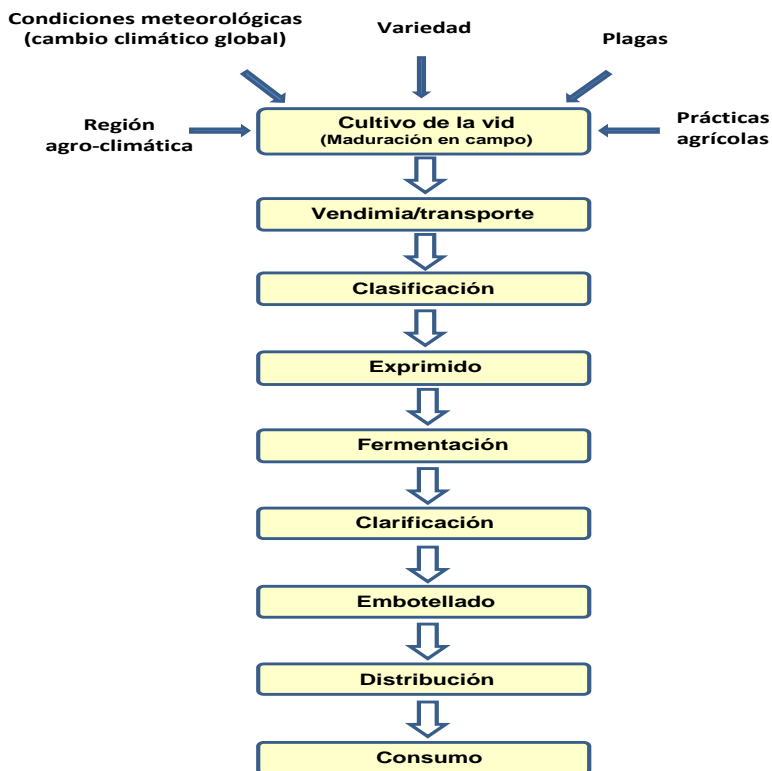 Condiciones meteorológicas
(cambio climático global)
Variedad
Plagas
Región
agro-climática
Cultivo de la vid
(Maduración en campo)
Prácticas
agrícolas
Vendimia/transporte
Clasificación
Exprimido
Fermentación
Clarificación
Embotellado
Distribución
Consumo